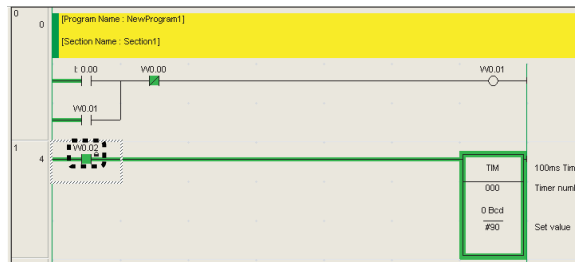 0
0
[Program Name : NewProgram1]
[Section Name : Section1]
I: 0.00
W0.00
W0.01
W0.01
1
4
W0.02
TIM
100ms Tim
000
Timer numb
0 Bcd
#90
Set value